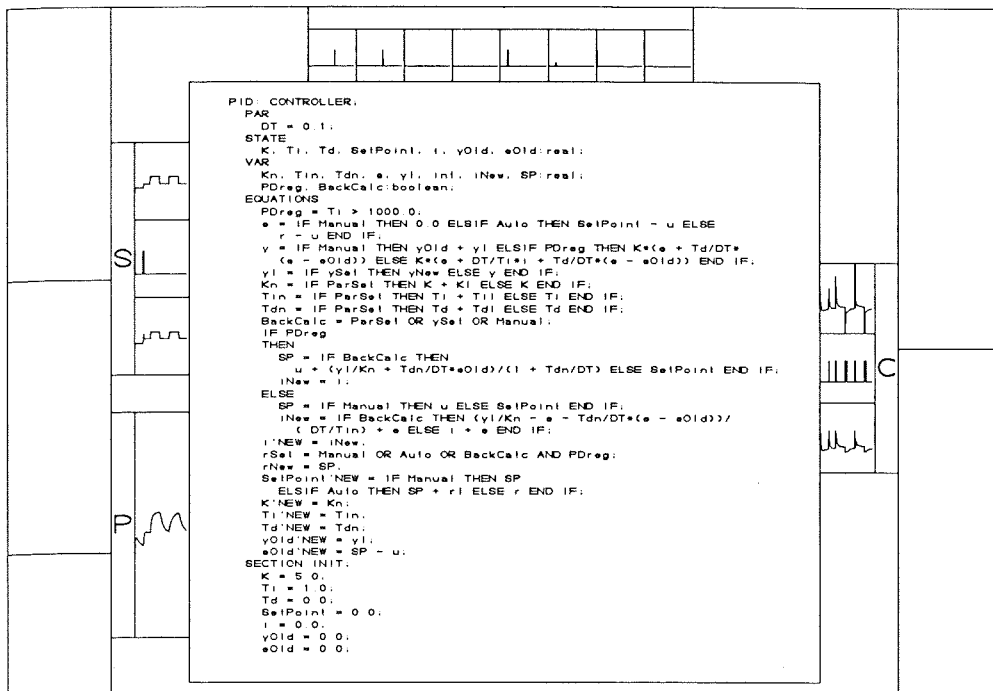 PID: CONTROLLER;
PAR
DT = 0.1;
STATE
K, Ti, Td, SetPoint, i, yOld, eOld:real;
VAR
Kn, Tin, Tdn, e, yl, inl, iNew, SP:real;
PDreg, BackCalc:boolean;
EQUATIONS
PDreg = Ti > 1000.0;
e = IF Manual THEN 0.0 ELSIF Auto THEN SetPoint - u ELSE
r - u END IF;
y = IF Manual THEN yOld + yl ELSIF PDreg THEN K*(e + Td/DT*
(e - eOld)) ELSE K*(e + DT/Ti*i + Td/DT*(e - eOld)) END IF;
yl = IF ySel THEN yNew ELSE y END IF;
Kn = IF ParSel THEN K + Kl ELSE K END IF;
Tin = IF ParSel THEN Ti + Til ELSE Ti END IF;
Tdn = IF ParSel THEN Td + Tdl ELSE Td END IF;
BackCalc = ParSel OR ySel OR Manual;
IF PDreg
THEN
SP = IF BackCalc THEN
u + (yl/Kn + Tdn/DT*eOld)/(1 + Tdn/DT) ELSE SetPoint END IF;
iNew = i;
ELSE
SP = IF Manual THEN u ELSE SetPoint END IF;
iNew = IF BackCalc THEN (yl/Kn - e - Tdn/DT*(e - eOld))/
( DT/Tin) + e ELSE i + e END IF;
i'NEW = iNew;
rSel = Manual OR Auto OR BackCalc AND PDreg;
rNew = SP;
SetPoint'NEW = IF Manual THEN SP
ELSIF Auto THEN SP + rl ELSE r END IF;
K'NEW = Kn;
Ti'NEW = Tin;
Td'NEW = Tdn;
yOld'NEW = yl;
eOld'NEW = SP - u;
SECTION INIT;
K = 5.0;
Ti = 1.0;
Td = 0.0;
SetPoint = 0.0;
i = 0.0;
yOld = 0.0;
eOld = 0.0;
S
P
C